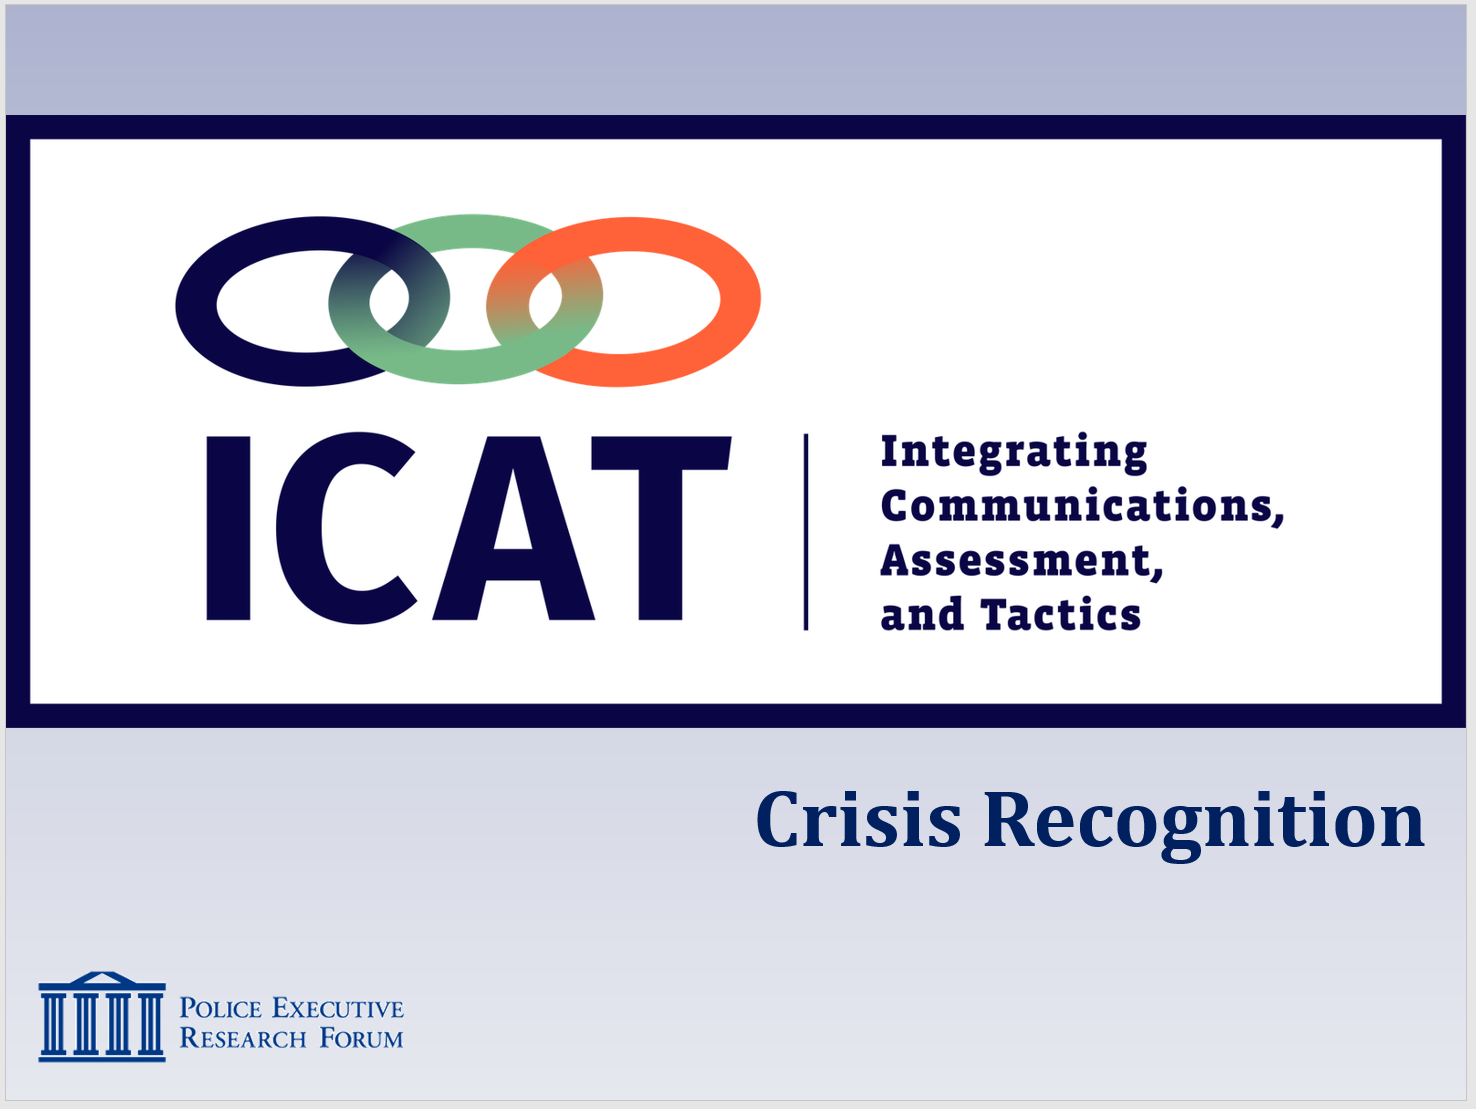 ICAT
Integrating
Communications,
Assessment,
and Tactics
Crisis Recognition
POLICE EXECUTIVE
RESEARCH FORUM